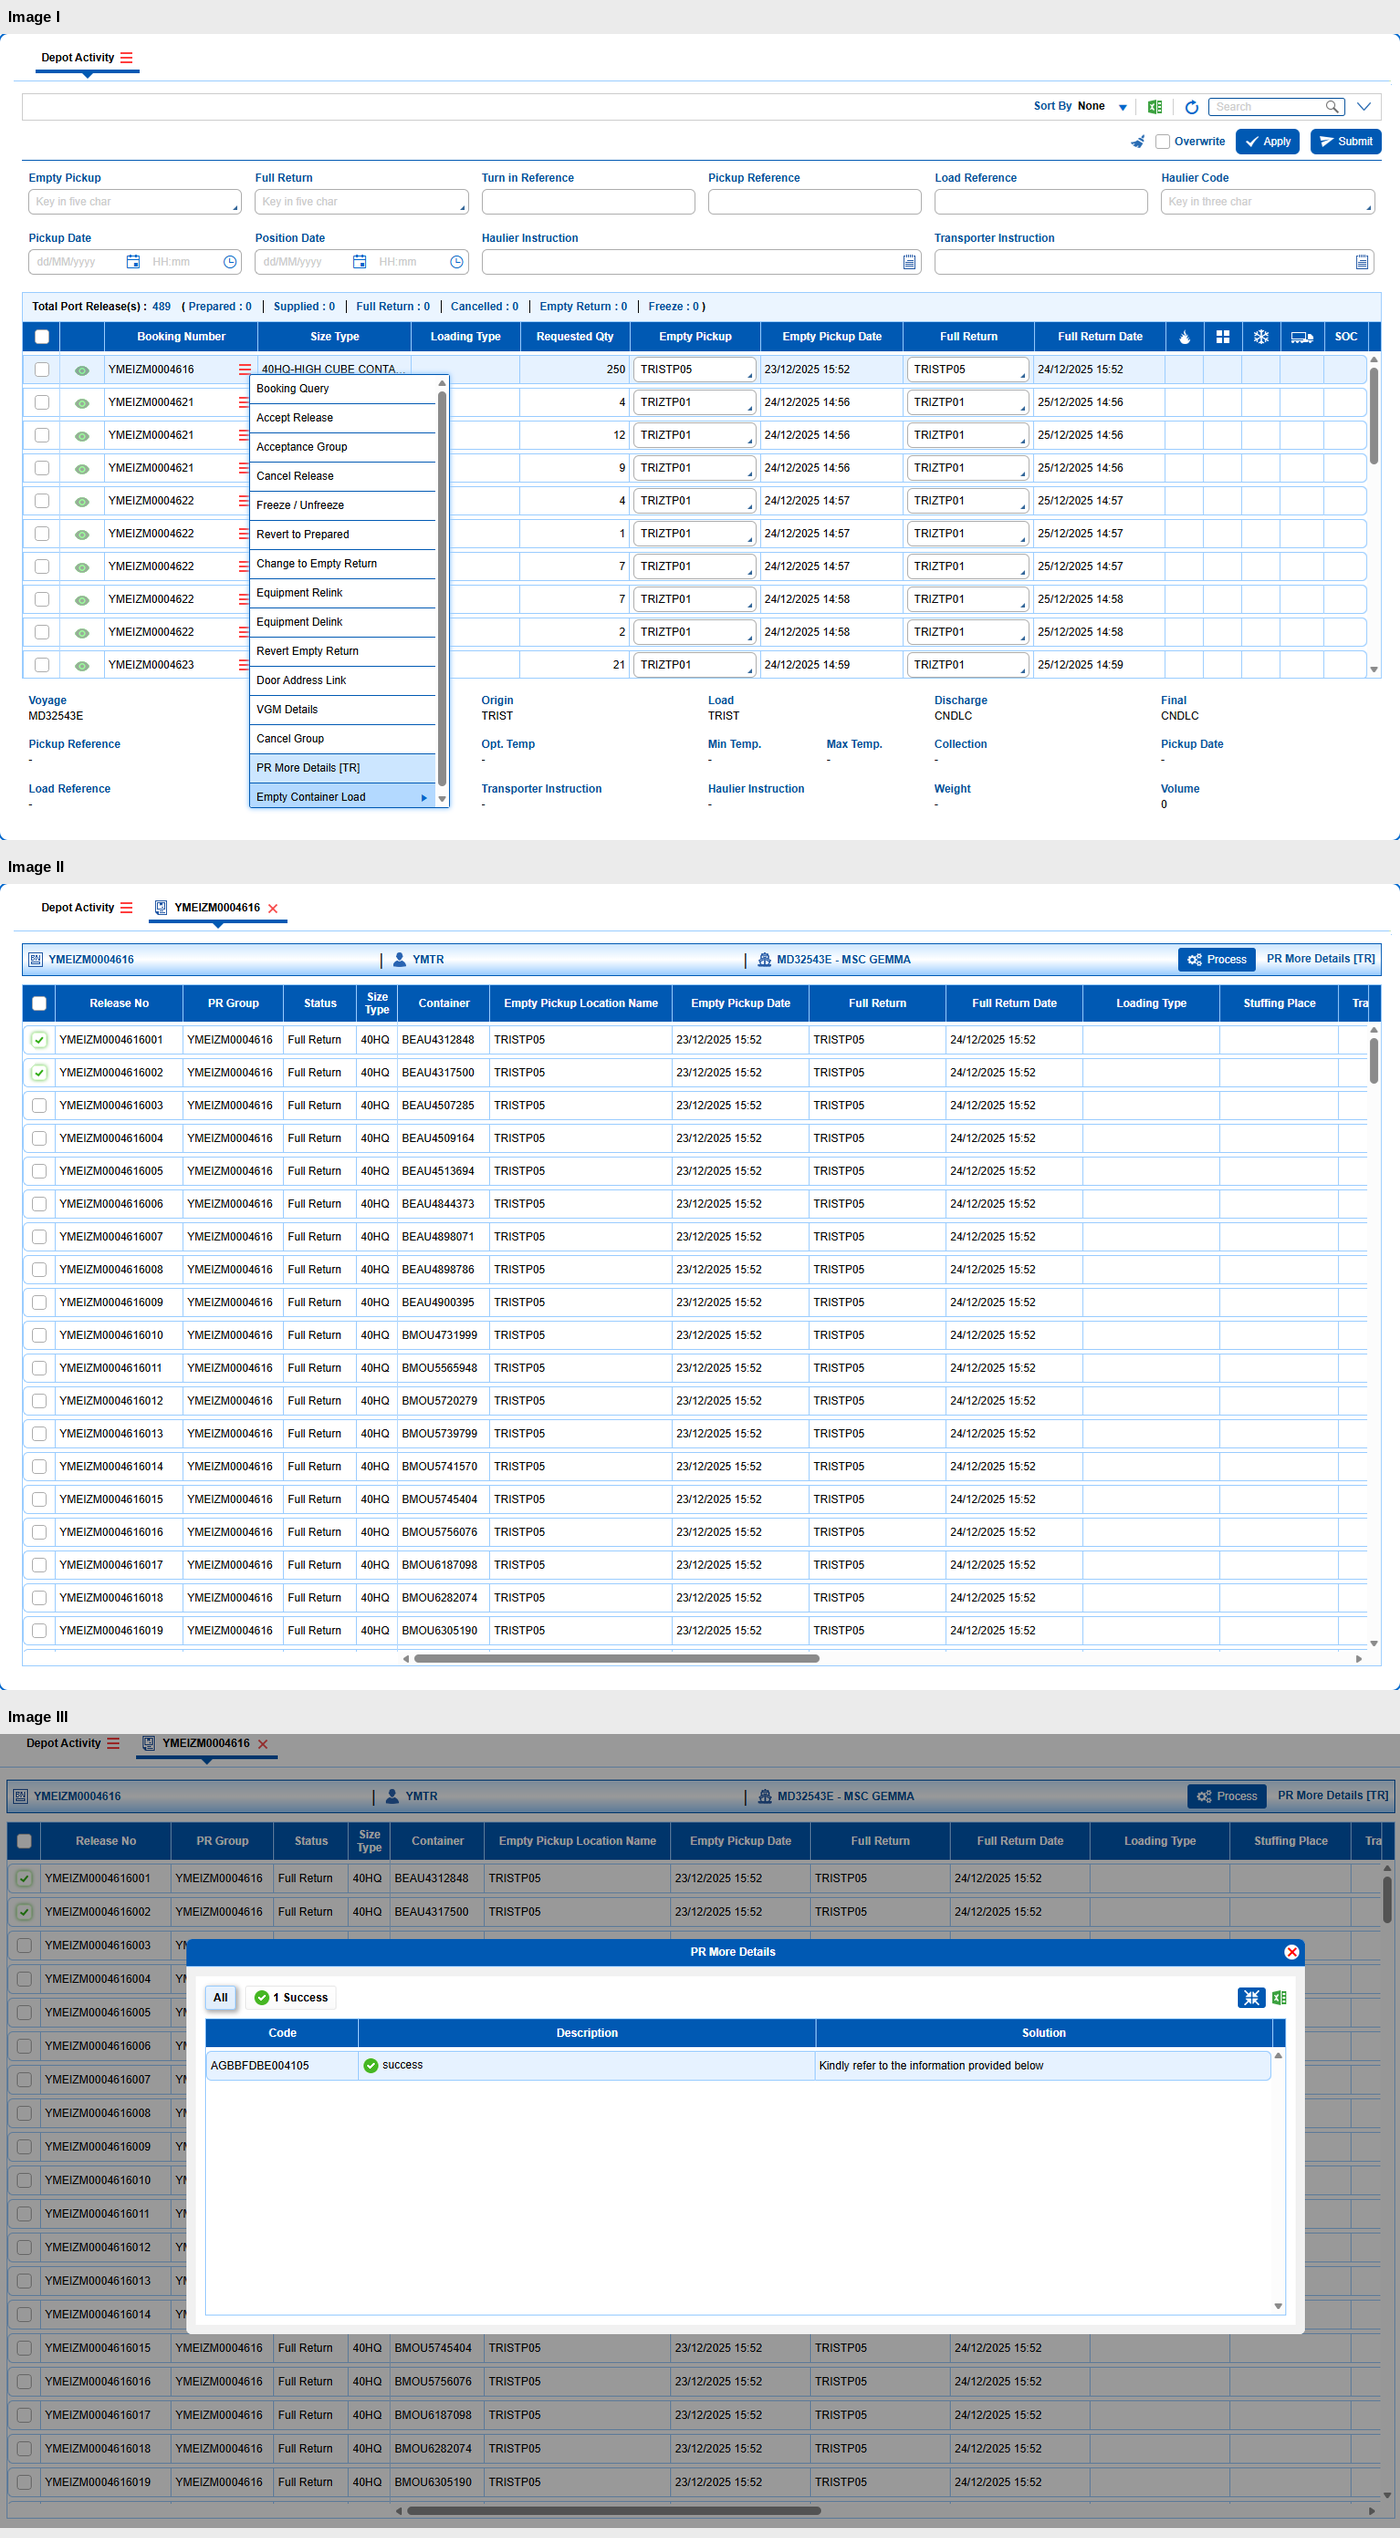 Image I
Depot Activity
Sort By None Search
Overwrite Apply Submit
Empty Pickup Full Return Turn in Reference Pickup Reference Load Reference Haulier Code
Key in five char Key in five char Key in three char
Pickup Date Position Date Haulier Instruction Transporter Instruction
dd/MM/yyyy HH:mm dd/MM/yyyy HH:mm
Total Port Release(s) : 489 ( Prepared : 0 | Supplied : 0 | Full Return : 0 | Cancelled : 0 | Empty Return : 0 | Freeze : 0 )
Booking Number Size Type Loading Type Requested Qty Empty Pickup Empty Pickup Date Full Return Full Return Date SOC
YMEIZM0004616 40HQ-HIGH CUBE CONTA... 250 TRISTP05 23/12/2025 15:52 TRISTP05 24/12/2025 15:52
YMEIZM0004621 4 TRIZTP01 24/12/2025 14:56 TRIZTP01 25/12/2025 14:56
YMEIZM0004621 12 TRIZTP01 24/12/2025 14:56 TRIZTP01 25/12/2025 14:56
YMEIZM0004621 9 TRIZTP01 24/12/2025 14:56 TRIZTP01 25/12/2025 14:56
YMEIZM0004622 4 TRIZTP01 24/12/2025 14:57 TRIZTP01 25/12/2025 14:57
YMEIZM0004622 1 TRIZTP01 24/12/2025 14:57 TRIZTP01 25/12/2025 14:57
YMEIZM0004622 7 TRIZTP01 24/12/2025 14:57 TRIZTP01 25/12/2025 14:57
YMEIZM0004622 7 TRIZTP01 24/12/2025 14:58 TRIZTP01 25/12/2025 14:58
YMEIZM0004622 2 TRIZTP01 24/12/2025 14:58 TRIZTP01 25/12/2025 14:58
YMEIZM0004623 21 TRIZTP01 24/12/2025 14:59 TRIZTP01 25/12/2025 14:59
Booking Query
Accept Release
Acceptance Group
Cancel Release
Freeze / Unfreeze
Revert to Prepared
Change to Empty Return
Equipment Relink
Equipment Delink
Revert Empty Return
Door Address Link
VGM Details
Cancel Group
PR More Details [TR]
Empty Container Load
Voyage Origin Load Discharge Final
MD32543E TRIST TRIST CNDLC CNDLC
Pickup Reference Opt. Temp Min Temp. Max Temp. Collection Pickup Date
- - - - - -
Load Reference Transporter Instruction Haulier Instruction Weight Volume
- - - - 0
Image II
Depot Activity YMEIZM0004616
BN YMEIZM0004616 | YMTR | MD32543E - MSC GEMMA Process PR More Details [TR]
Release No PR Group Status Size Type Container Empty Pickup Location Name Empty Pickup Date Full Return Full Return Date Loading Type Stuffing Place Tra
YMEIZM0004616001 YMEIZM0004616 Full Return 40HQ BEAU4312848 TRISTP05 23/12/2025 15:52 TRISTP05 24/12/2025 15:52
YMEIZM0004616002 YMEIZM0004616 Full Return 40HQ BEAU4317500 TRISTP05 23/12/2025 15:52 TRISTP05 24/12/2025 15:52
YMEIZM0004616003 YMEIZM0004616 Full Return 40HQ BEAU4507285 TRISTP05 23/12/2025 15:52 TRISTP05 24/12/2025 15:52
YMEIZM0004616004 YMEIZM0004616 Full Return 40HQ BEAU4509164 TRISTP05 23/12/2025 15:52 TRISTP05 24/12/2025 15:52
YMEIZM0004616005 YMEIZM0004616 Full Return 40HQ BEAU4513694 TRISTP05 23/12/2025 15:52 TRISTP05 24/12/2025 15:52
YMEIZM0004616006 YMEIZM0004616 Full Return 40HQ BEAU4844373 TRISTP05 23/12/2025 15:52 TRISTP05 24/12/2025 15:52
YMEIZM0004616007 YMEIZM0004616 Full Return 40HQ BEAU4898071 TRISTP05 23/12/2025 15:52 TRISTP05 24/12/2025 15:52
YMEIZM0004616008 YMEIZM0004616 Full Return 40HQ BEAU4898786 TRISTP05 23/12/2025 15:52 TRISTP05 24/12/2025 15:52
YMEIZM0004616009 YMEIZM0004616 Full Return 40HQ BEAU4900395 TRISTP05 23/12/2025 15:52 TRISTP05 24/12/2025 15:52
YMEIZM0004616010 YMEIZM0004616 Full Return 40HQ BMOU4731999 TRISTP05 23/12/2025 15:52 TRISTP05 24/12/2025 15:52
YMEIZM0004616011 YMEIZM0004616 Full Return 40HQ BMOU5565948 TRISTP05 23/12/2025 15:52 TRISTP05 24/12/2025 15:52
YMEIZM0004616012 YMEIZM0004616 Full Return 40HQ BMOU5720279 TRISTP05 23/12/2025 15:52 TRISTP05 24/12/2025 15:52
YMEIZM0004616013 YMEIZM0004616 Full Return 40HQ BMOU5739799 TRISTP05 23/12/2025 15:52 TRISTP05 24/12/2025 15:52
YMEIZM0004616014 YMEIZM0004616 Full Return 40HQ BMOU5741570 TRISTP05 23/12/2025 15:52 TRISTP05 24/12/2025 15:52
YMEIZM0004616015 YMEIZM0004616 Full Return 40HQ BMOU5745404 TRISTP05 23/12/2025 15:52 TRISTP05 24/12/2025 15:52
YMEIZM0004616016 YMEIZM0004616 Full Return 40HQ BMOU5756076 TRISTP05 23/12/2025 15:52 TRISTP05 24/12/2025 15:52
YMEIZM0004616017 YMEIZM0004616 Full Return 40HQ BMOU6187098 TRISTP05 23/12/2025 15:52 TRISTP05 24/12/2025 15:52
YMEIZM0004616018 YMEIZM0004616 Full Return 40HQ BMOU6282074 TRISTP05 23/12/2025 15:52 TRISTP05 24/12/2025 15:52
YMEIZM0004616019 YMEIZM0004616 Full Return 40HQ BMOU6305190 TRISTP05 23/12/2025 15:52 TRISTP05 24/12/2025 15:52
Image III
Depot Activity YMEIZM0004616
BN YMEIZM0004616 | YMTR | MD32543E - MSC GEMMA Process PR More Details [TR]
Release No PR Group Status Size Type Container Empty Pickup Location Name Empty Pickup Date Full Return Full Return Date Loading Type Stuffing Place Tra
YMEIZM0004616001 YMEIZM0004616 Full Return 40HQ BEAU4312848 TRISTP05 23/12/2025 15:52 TRISTP05 24/12/2025 15:52
YMEIZM0004616002 YMEIZM0004616 Full Return 40HQ BEAU4317500 TRISTP05 23/12/2025 15:52 TRISTP05 24/12/2025 15:52
YMEIZM0004616003
YMEIZM0004616004
YMEIZM0004616005
YMEIZM0004616006
YMEIZM0004616007
YMEIZM0004616008
YMEIZM0004616009
YMEIZM0004616010
YMEIZM0004616011
YMEIZM0004616012
YMEIZM0004616013
YMEIZM0004616014
PR More Details
All 1 Success
Code Description Solution
AGBBFDBE004105 success Kindly refer to the information provided below
YMEIZM0004616015 YMEIZM0004616 Full Return 40HQ BMOU5745404 TRISTP05 23/12/2025 15:52 TRISTP05 24/12/2025 15:52
YMEIZM0004616016 YMEIZM0004616 Full Return 40HQ BMOU5756076 TRISTP05 23/12/2025 15:52 TRISTP05 24/12/2025 15:52
YMEIZM0004616017 YMEIZM0004616 Full Return 40HQ BMOU6187098 TRISTP05 23/12/2025 15:52 TRISTP05 24/12/2025 15:52
YMEIZM0004616018 YMEIZM0004616 Full Return 40HQ BMOU6282074 TRISTP05 23/12/2025 15:52 TRISTP05 24/12/2025 15:52
YMEIZM0004616019 YMEIZM0004616 Full Return 40HQ BMOU6305190 TRISTP05 23/12/2025 15:52 TRISTP05 24/12/2025 15:52